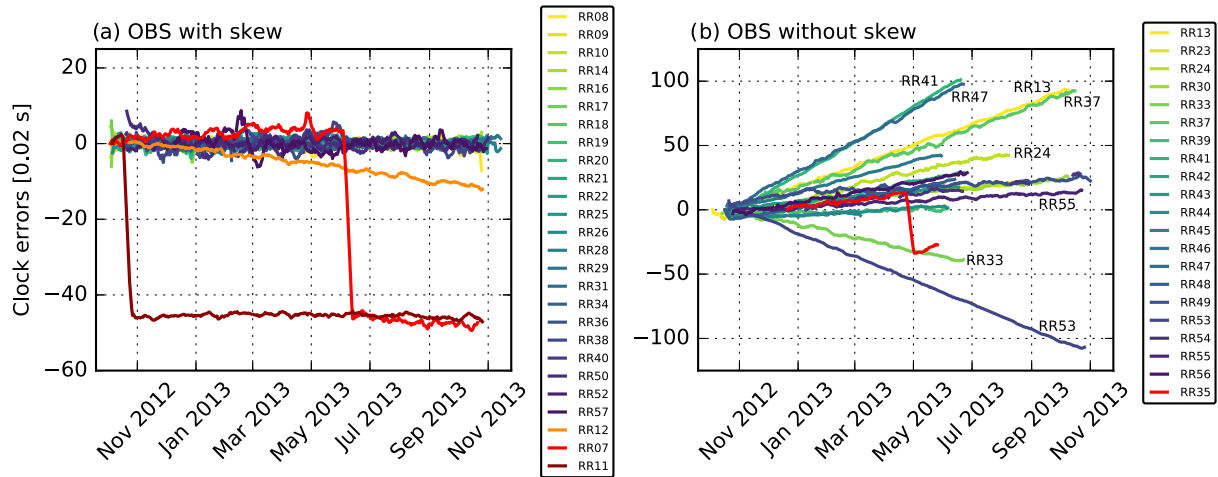 (a) OBS with skew
Clock errors [0.02 s]
20
0
−20
−40
−60
Nov 2012
Jan 2013
Mar 2013
May 2013
Jul 2013
Sep 2013
Nov 2013
RR08
RR09
RR10
RR14
RR16
RR17
RR18
RR19
RR20
RR21
RR22
RR25
RR26
RR28
RR29
RR31
RR34
RR36
RR38
RR40
RR50
RR52
RR57
RR12
RR07
RR11
(b) OBS without skew
100
50
0
−50
−100
RR41
RR47
RR13
RR37
RR24
RR55
RR33
RR53
Nov 2012
Jan 2013
Mar 2013
May 2013
Jul 2013
Sep 2013
Nov 2013
RR13
RR23
RR24
RR30
RR33
RR37
RR39
RR41
RR42
RR43
RR44
RR45
RR46
RR47
RR48
RR49
RR53
RR54
RR55
RR56
RR35